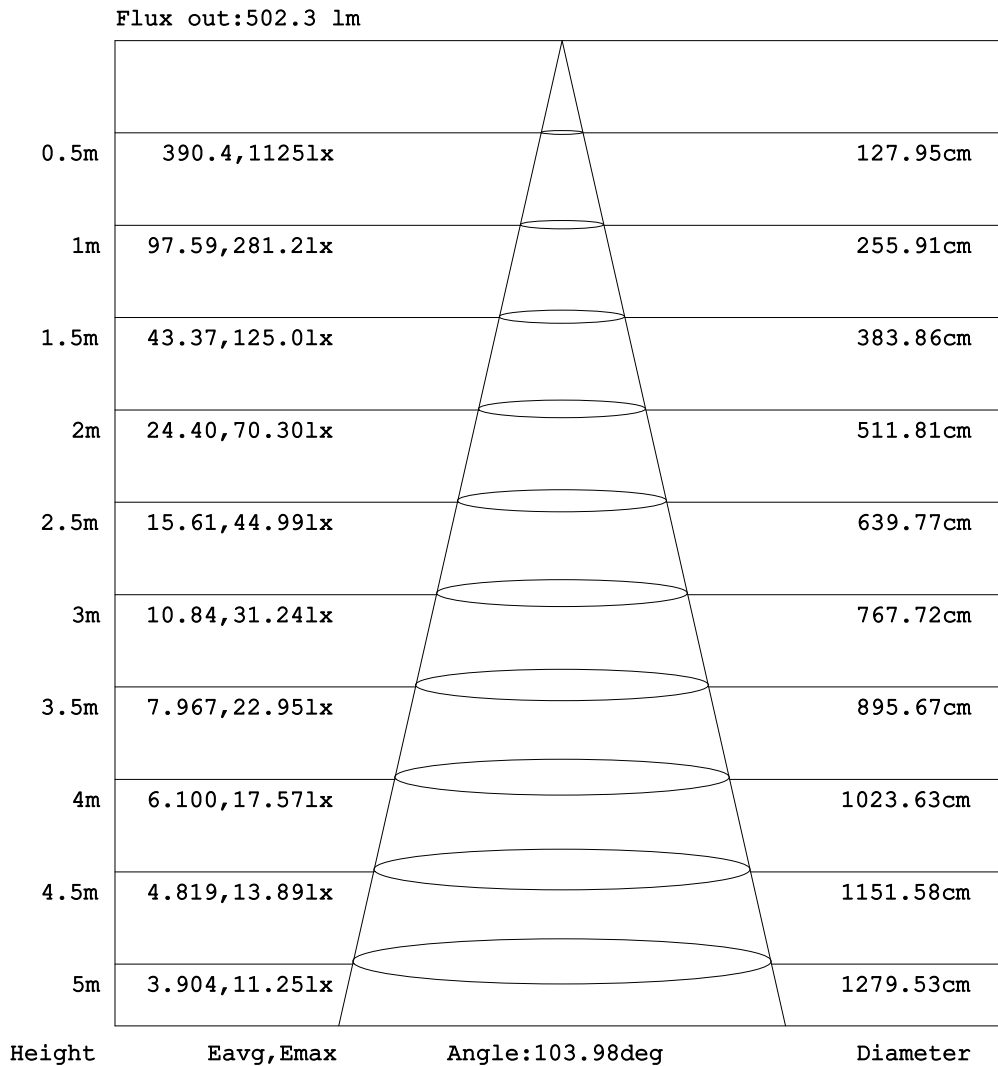 Flux out:502.3 lm
0.5m 390.4,1125lx 127.95cm
1m 97.59,281.2lx 255.91cm
1.5m 43.37,125.0lx 383.86cm
2m 24.40,70.30lx 511.81cm
2.5m 15.61,44.99lx 639.77cm
3m 10.84,31.24lx 767.72cm
3.5m 7.967,22.95lx 895.67cm
4m 6.100,17.57lx 1023.63cm
4.5m 4.819,13.89lx 1151.58cm
5m 3.904,11.25lx 1279.53cm
Height Eavg,Emax Angle:103.98deg Diameter